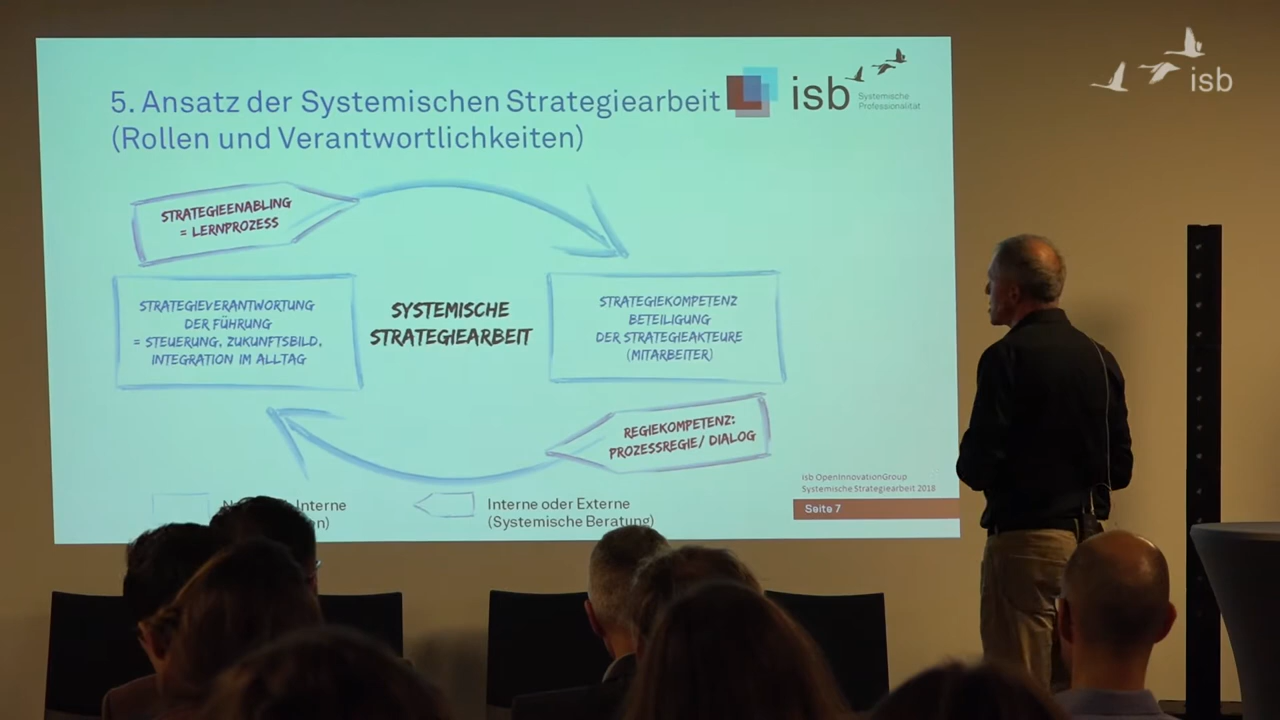 5. Ansatz der Systemischen Strategiearbeit
(Rollen und Verantwortlichkeiten)
isb
Systemische
Professionalität
isb
STRATEGIEENABLING
= LERNPROZESS
STRATEGIEVERANTWORTUNG
DER FÜHRUNG
= STEUERUNG, ZUKUNFTSBILD,
INTEGRATION IM ALLTAG
SYSTEMISCHE
STRATEGIEARBEIT
STRATEGIEKOMPETENZ
BETEILIGUNG
DER STRATEGIEAKTEURE
(MITARBEITER)
REGIEKOMPETENZ:
PROZESSREGIE/ DIALOG
Interne
Interne oder Externe
(Systemische Beratung)
Isb OpenInnovationGroup
Systemische Strategiearbeit 2018
Seite 7